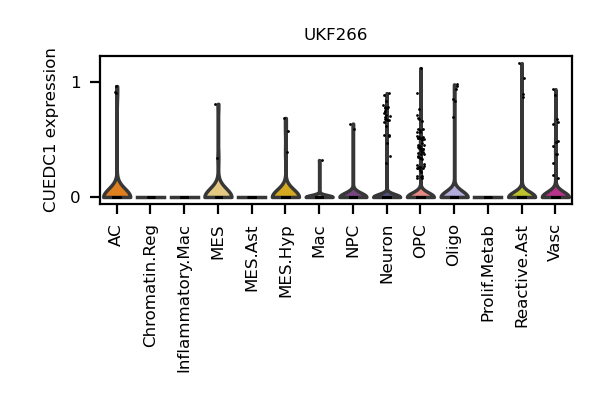 UKF266
CUEDC1 expression
1
0
AC
Chromatin.Reg
Inflammatory.Mac
MES
MES.Ast
MES.Hyp
Mac
NPC
Neuron
OPC
Oligo
Prolif.Metab
Reactive.Ast
Vasc